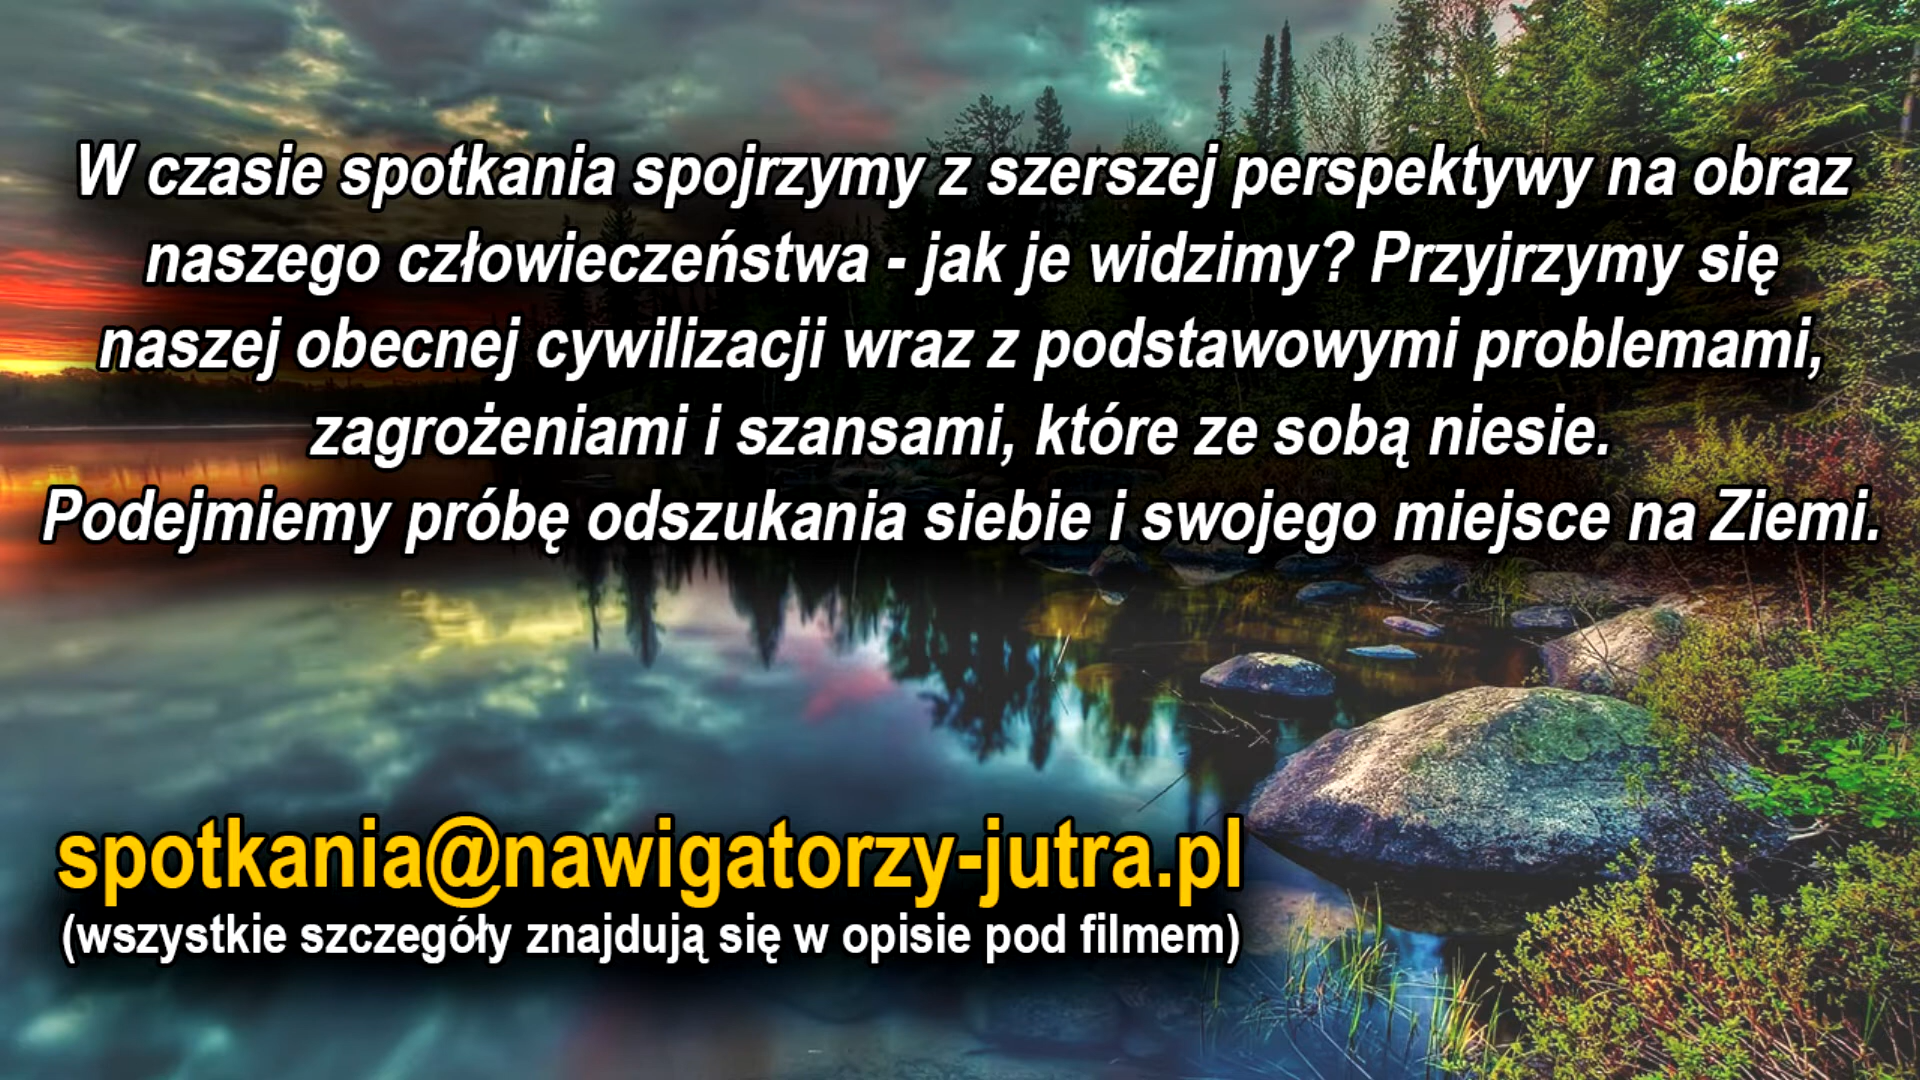 W czasie spotkania spojrzymy z szerszej perspektywy na obraz
naszego człowieczeństwa - jak je widzimy? Przyjrzymy się
naszej obecnej cywilizacji wraz z podstawowymi problemami,
zagrożeniami i szansami, które ze sobą niesie.
Podejmiemy próbę odszukania siebie i swojego miejsce na Ziemi.
spotkania@nawigatorzy-jutra.pl
(wszystkie szczegóły znajdują się w opisie pod filmem)